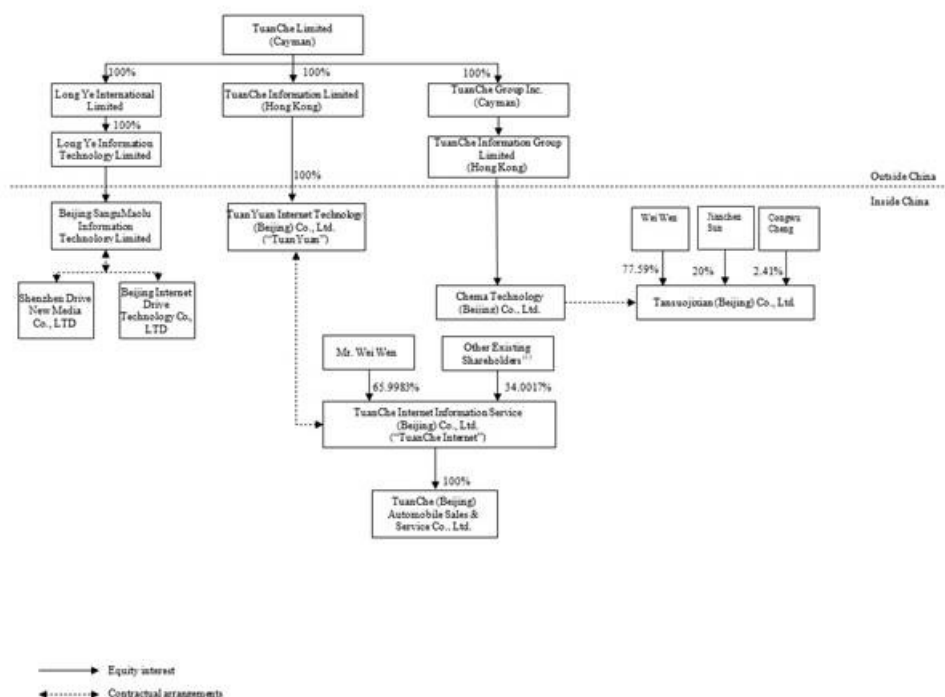 TuanChe Limited
(Cayman)
100%
100%
100%
Long Ye International
Limited
TuanChe Information Limited
(Hong Kong)
TuanChe Group Inc.
(Cayman)
100%
Long Ye Information
Technology Limited
TuanChe Information Group
Limited
(Hong Kong)
100%
Outside China
Inside China
Beijing SanguMaolu
Information
Technology Limited
TuanYuan Internet Technology
(Beijing) Co., Ltd.
("TuanYuan")
Wei Wen
Jianchen
Sun
Congwu
Cheng
77.59%
20%
2.41%
Shenzhen Drive
New Media
Co., LTD
Beijing Internet
Drive
Technology Co,
LTD
Chema Technology
(Beijing) Co., Ltd.
Tansuojixian (Beijing) Co., Ltd.
Mr. Wei Wen
Other Existing
Shareholders
65.9983%
34.0017%
TuanChe Internet Information Service
(Beijing) Co., Ltd.
("TuanChe Internet")
100%
TuanChe (Beijing)
Automobile Sales &
Service Co., Ltd.
Equity interest
Contractual arrangements